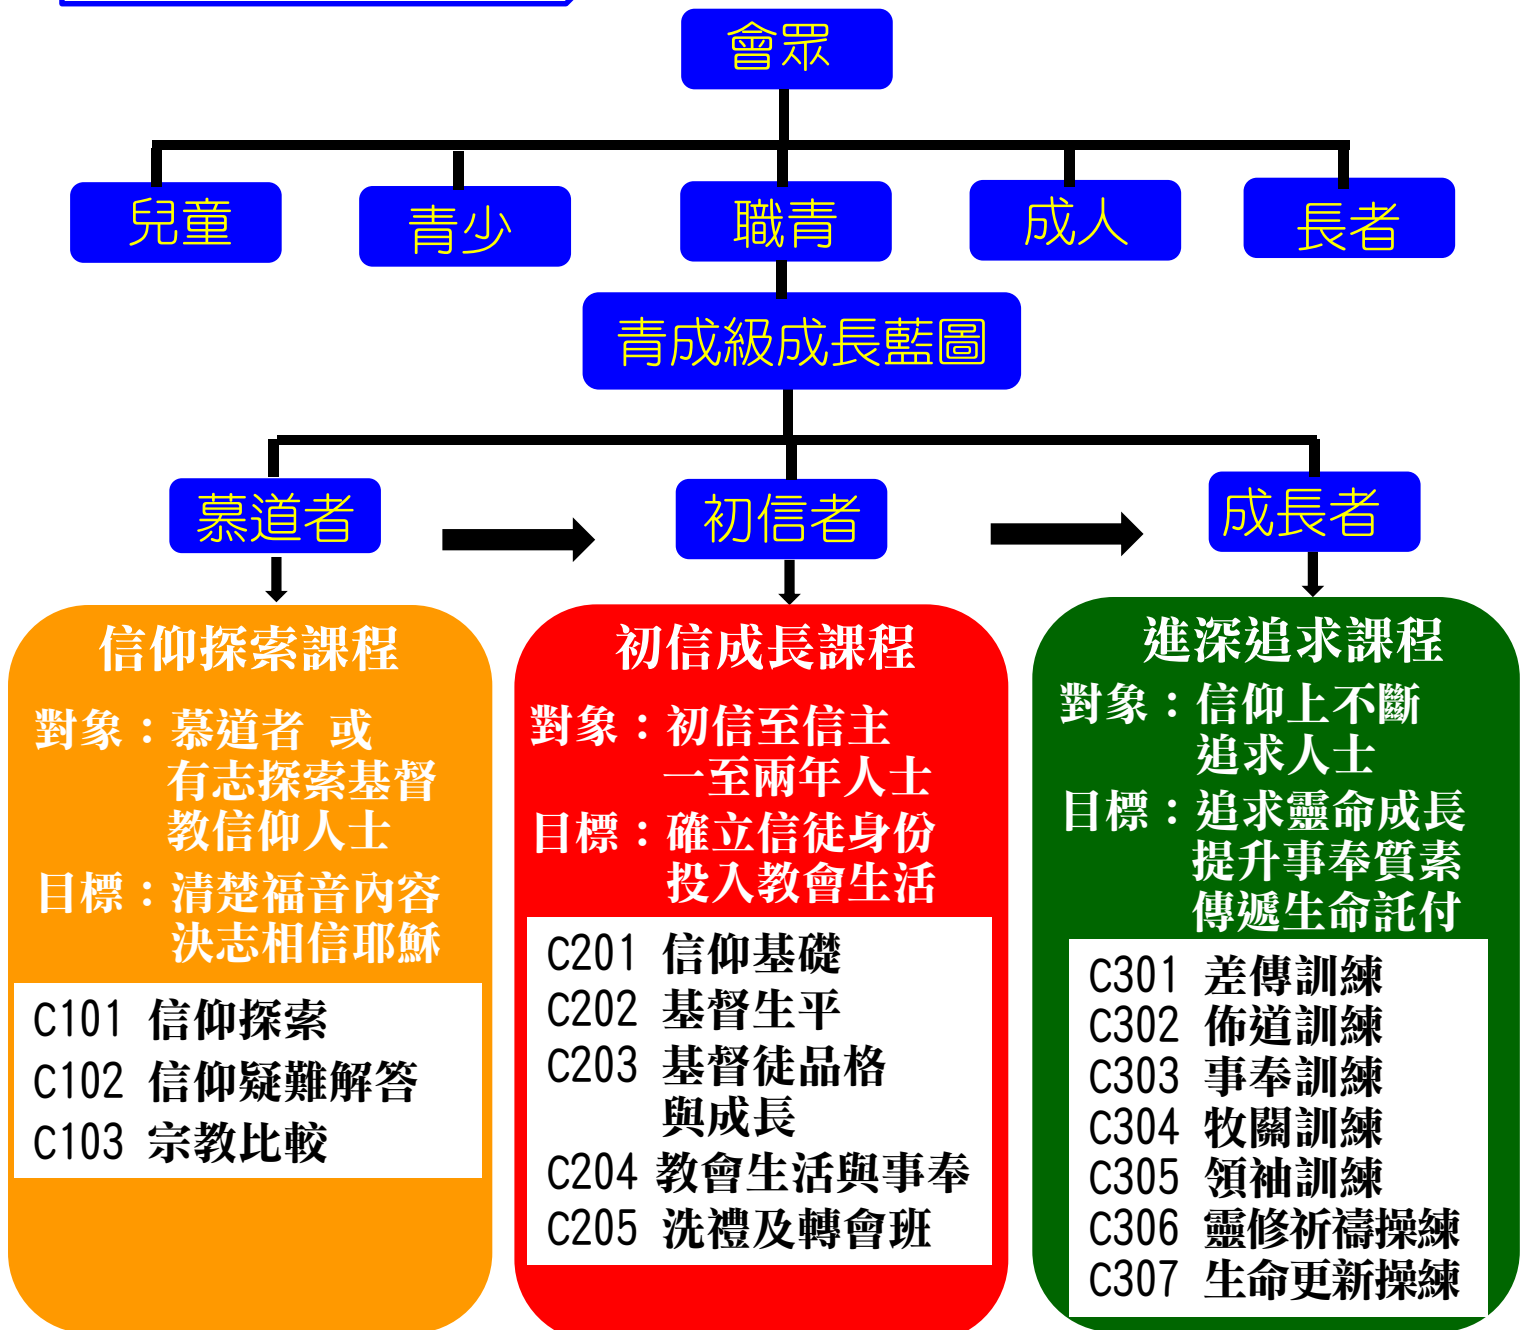 會眾
兒童
青少
職青
成人
長者
青成級成長藍圖
慕道者
初信者
成長者
信仰探索課程
對象：慕道者 或
有志探索基督
教信仰人士
目標：清楚福音內容
決志相信耶穌
C101 信仰探索
C102 信仰疑難解答
C103 宗教比較
初信成長課程
對象：初信至信主
一至兩年人士
目標：確立信徒身份
投入教會生活
C201 信仰基礎
C202 基督生平
C203 基督徒品格
與成長
C204 教會生活與事奉
C205 洗禮及轉會班
進深追求課程
對象：信仰上不斷
追求人士
目標：追求靈命成長
提升事奉質素
傳遞生命託付
C301 差傳訓練
C302 佈道訓練
C303 事奉訓練
C304 牧關訓練
C305 領袖訓練
C306 靈修祈禱操練
C307 生命更新操練